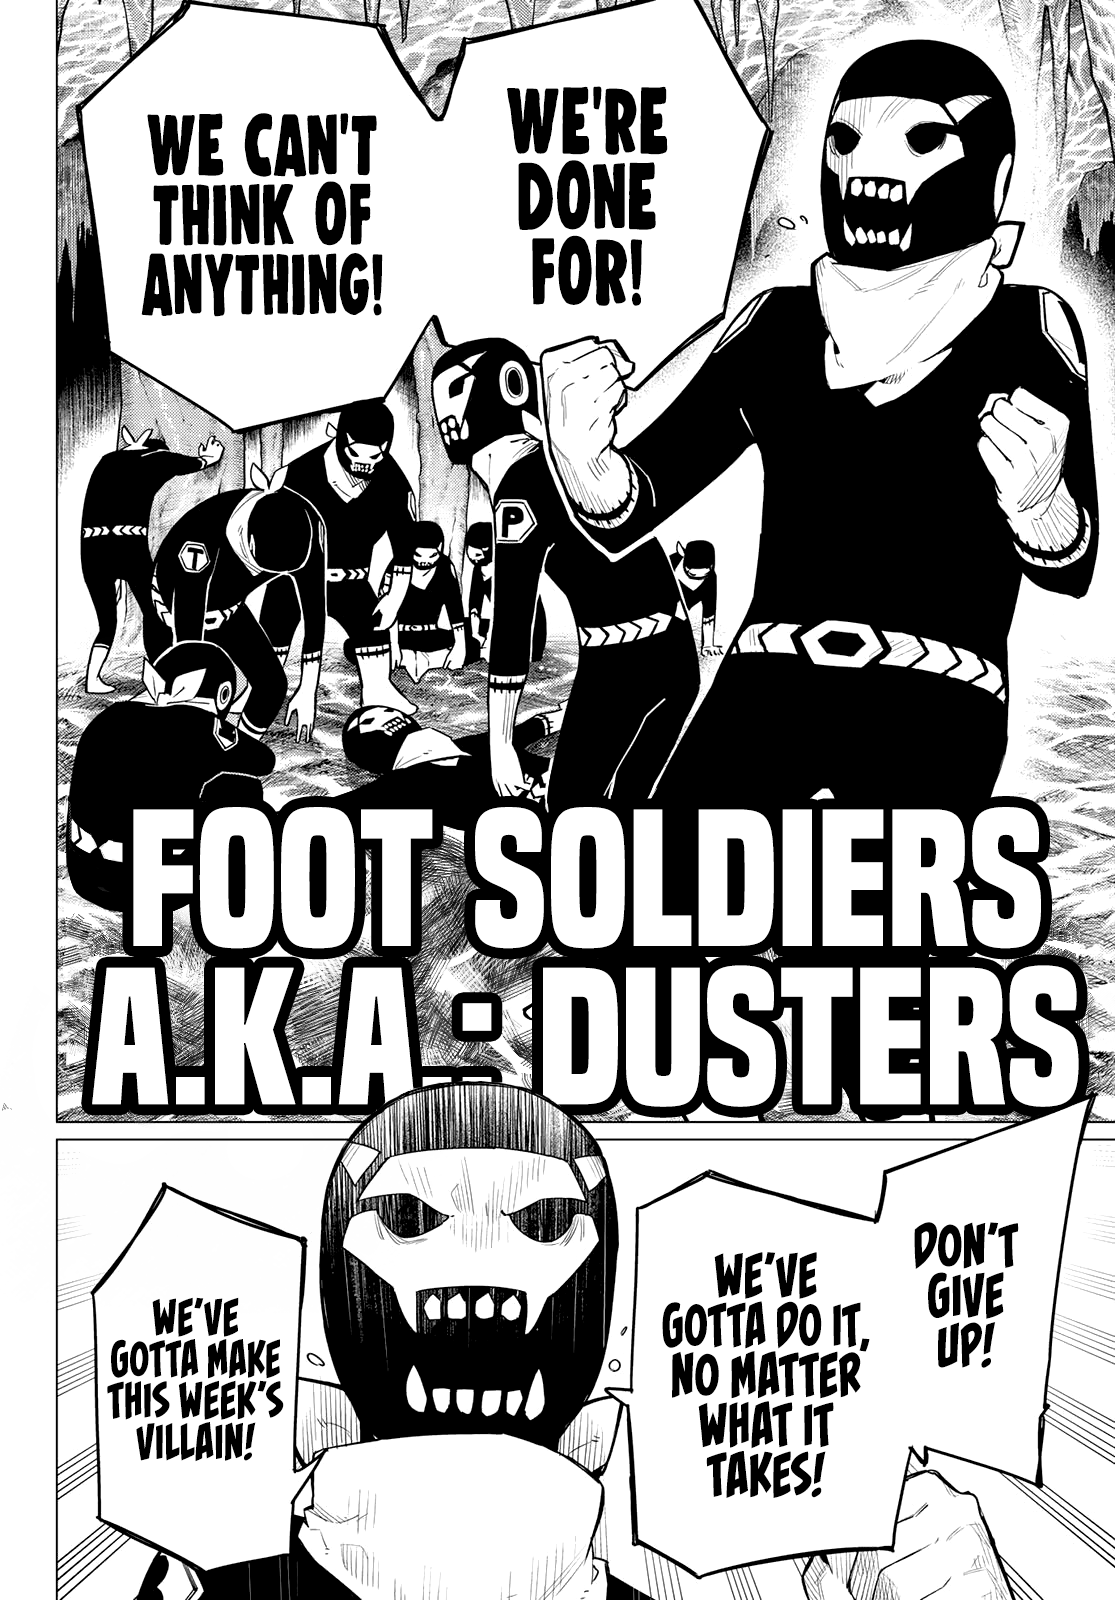 WE'RE
DONE
FOR!
WE CAN'T
THINK OF
ANYTHING!
P
T
FOOT SOLDIERS
A.K.A.: DUSTERS
DON'T
GIVE
UP!
WE'VE
GOTTA DO IT,
NO MATTER
WHAT IT
TAKES!
WE'VE
GOTTA MAKE
THIS WEEK'S
VILLAIN!